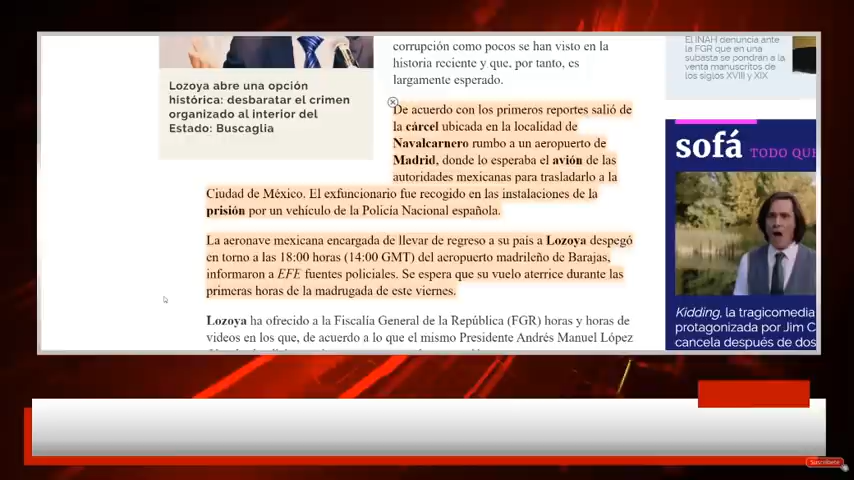 Lozoya abre una opción
histórica: desbaratar el crimen
organizado al interior del
Estado: Buscaglia
corrupción como pocos se han visto en la
historia reciente y que, por tanto, es
largamente esperado.
De acuerdo con los primeros reportes salió de
la cárcel ubicada en la localidad de
Navalcarnero rumbo a un aeropuerto de
Madrid, donde lo esperaba el avión de las
autoridades mexicanas para trasladarlo a la
Ciudad de México. El exfuncionario fue recogido en las instalaciones de la
prisión por un vehículo de la Policía Nacional española.
La aeronave mexicana encargada de llevar de regreso a su país a Lozoya despegó
en torno a las 18:00 horas (14:00 GMT) del aeropuerto madrileño de Barajas,
informaron a EFE fuentes policiales. Se espera que su vuelo aterrice durante las
primeras horas de la madrugada de este viernes.
Lozoya ha ofrecido a la Fiscalía General de la República (FGR) horas y horas de
videos en los que, de acuerdo a lo que el mismo Presidente Andrés Manuel López
El INAH denuncia ante
la FGR que en una
subasta se pondrán a la
venta manuscritos de
los siglos XVIII y XIX
sofá TODO QUE
Kidding, la tragicomedia
protagonizada por Jim C
cancela después de dos
Suscríbete